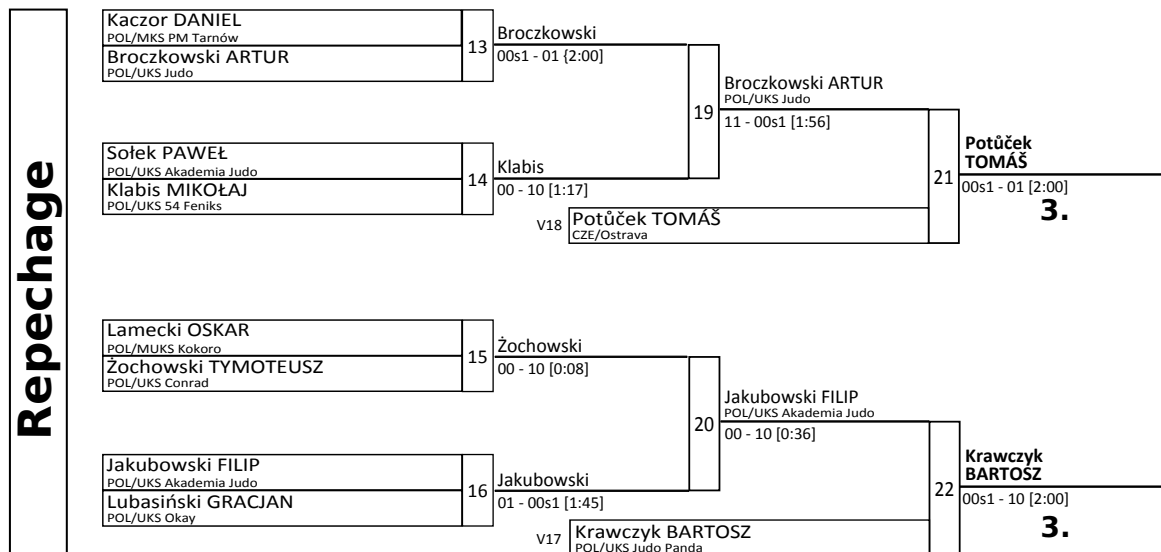 Repechage
Kaczor DANIEL
POL/MKS PM Tarnów
Broczkowski ARTUR
POL/UKS Judo
13
Broczkowski
00s1 - 01 {2:00]
Sołek PAWEŁ
POL/UKS Akademia Judo
Klabis MIKOŁAJ
POL/UKS 54 Feniks
14
Klabis
00 - 10 [1:17]
19
Broczkowski ARTUR
POL/UKS Judo
11 - 00s1 [1:56]
V18
Potůček TOMÁŠ
CZE/Ostrava
21
Potůček
TOMÁŠ
00s1 - 01 [2:00]
3.
Lamecki OSKAR
POL/MUKS Kokoro
Żochowski TYMOTEUSZ
POL/UKS Conrad
15
Żochowski
00 - 10 [0:08]
Jakubowski FILIP
POL/UKS Akademia Judo
Lubasiński GRACJAN
POL/UKS Okay
16
Jakubowski
01 - 00s1 [1:45]
20
Jakubowski FILIP
POL/UKS Akademia Judo
00 - 10 [0:36]
V17
Krawczyk BARTOSZ
POL/UKS Judo Panda
22
Krawczyk
BARTOSZ
00s1 - 10 [2:00]
3.